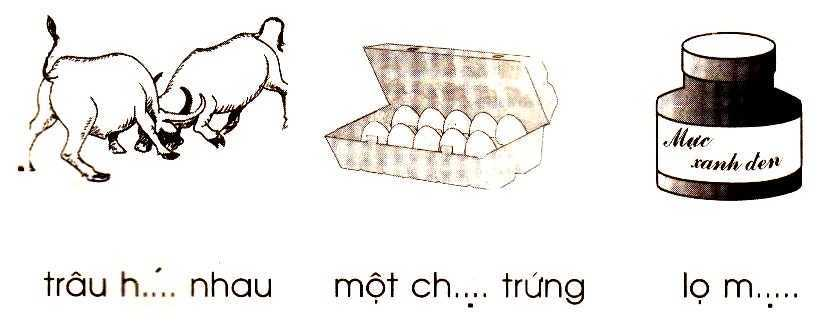 Mực
xanh đen
trâu h.́... nhau
một ch..̣.. trứng
lọ m..̣...